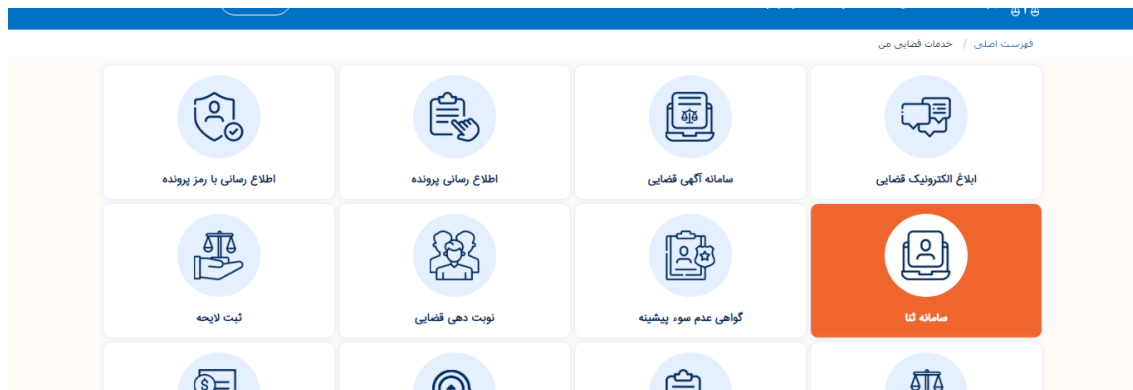 فهرست اصلی / خدمات قضایی من
ابلاغ الکترونیک قضایی
سامانه آگهی قضایی
اطلاع رسانی پرونده
اطلاع رسانی با رمز پرونده
سامانه ثنا
گواهی عدم سوء پیشینه
نوبت دهی قضایی
ثبت لایحه